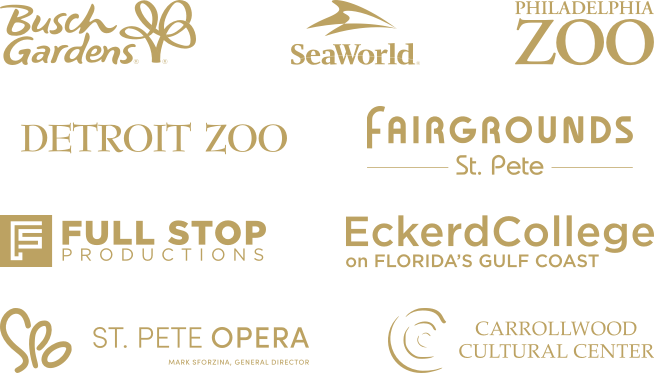 Busch
Gardens®
SeaWorld®
PHILADELPHIA
ZOO
DETROIT ZOO
FAIRGROUNDS
St. Pete
FULL STOP
PRODUCTIONS
EckerdCollege
on FLORIDA'S GULF COAST
SPO
ST. PETE OPERA
MARK SFORZINA, GENERAL DIRECTOR
CARROLLWOOD
CULTURAL CENTER